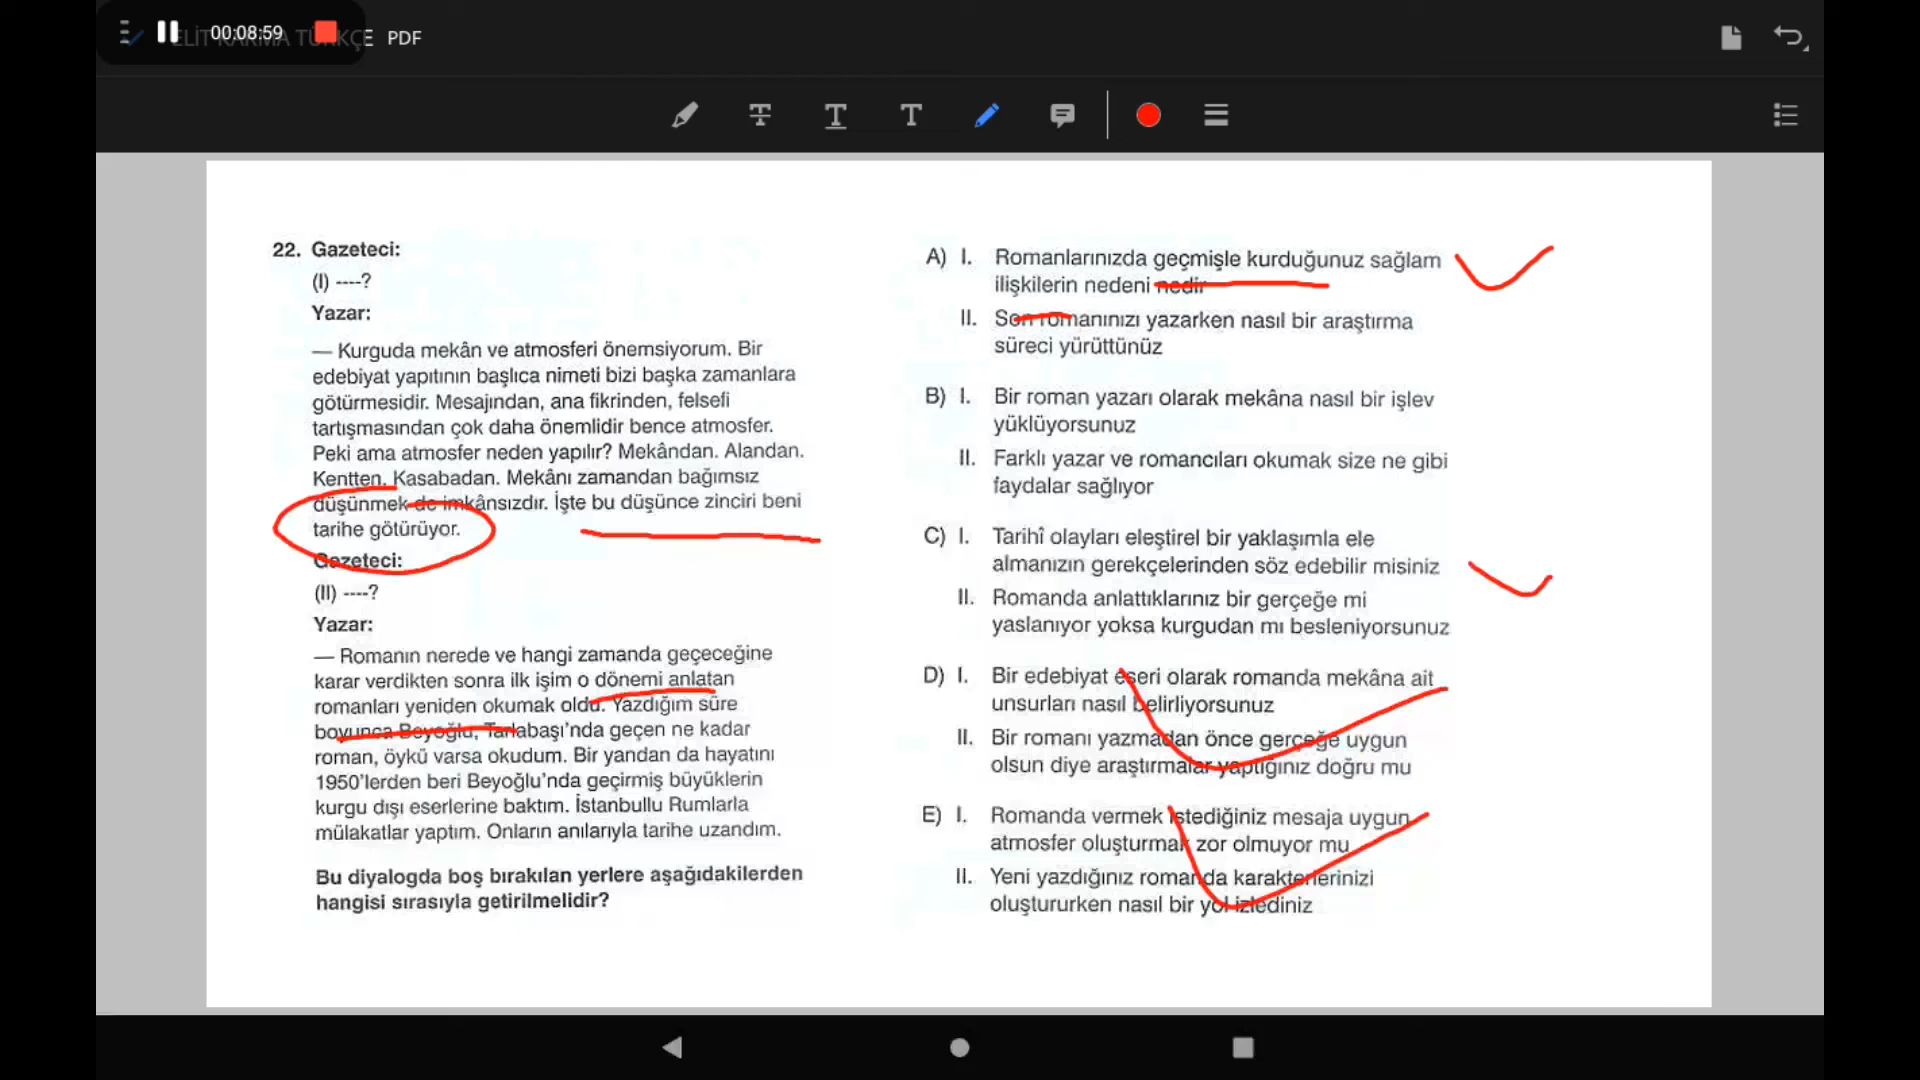 00:08:59
ELİT KARMA TÜRKÇE PDF
22. Gazeteci:
(I) ----?
Yazar:
— Kurguda mekân ve atmosferi önemsiyorum. Bir
edebiyat yapıtının başlıca nimeti bizi başka zamanlara
götürmesidir. Mesajından, ana fikrinden, felsefi
tartışmasından çok daha önemlidir bence atmosfer.
Peki ama atmosfer neden yapılır? Mekândan. Alandan.
Kentten. Kasabadan. Mekânı zamandan bağımsız
düşünmek de imkânsızdır. İşte bu düşünce zinciri beni
tarihe götürüyor.
Gazeteci:
(II) ----?
Yazar:
— Romanın nerede ve hangi zamanda geçeceğine
karar verdikten sonra ilk işim o dönemi anlatan
romanları yeniden okumak oldu. Yazdığım süre
boyunca Beyoğlu, Tarlabaşı’nda geçen ne kadar
roman, öykü varsa okudum. Bir yandan da hayatını
1950’lerden beri Beyoğlu’nda geçirmiş büyüklerin
kurgu dışı eserlerine baktım. İstanbullu Rumlarla
mülakatlar yaptım. Onların anılarıyla tarihe uzandım.
Bu diyalogda boş bırakılan yerlere aşağıdakilerden
hangisi sırasıyla getirilmelidir?
A) I. Romanlarınızda geçmişle kurduğunuz sağlam
ilişkilerin nedeni nedir
II. Son romanınızı yazarken nasıl bir araştırma
süreci yürüttünüz
B) I. Bir roman yazarı olarak mekâna nasıl bir işlev
yüklüyorsunuz
II. Farklı yazar ve romancıları okumak size ne gibi
faydalar sağlıyor
C) I. Tarihî olayları eleştirel bir yaklaşımla ele
almanızın gerekçelerinden söz edebilir misiniz
II. Romanda anlattıklarınız bir gerçeğe mi
yaslanıyor yoksa kurgudan mı besleniyorsunuz
D) I. Bir edebiyat eseri olarak romanda mekâna ait
unsurları nasıl belirliyorsunuz
II. Bir romanı yazmadan önce gerçeğe uygun
olsun diye araştırmalar yaptığınız doğru mu
E) I. Romanda vermek istediğiniz mesaja uygun
atmosfer oluşturmak zor olmuyor mu
II. Yeni yazdığınız romanda karakterlerinizi
oluştururken nasıl bir yol izlediniz